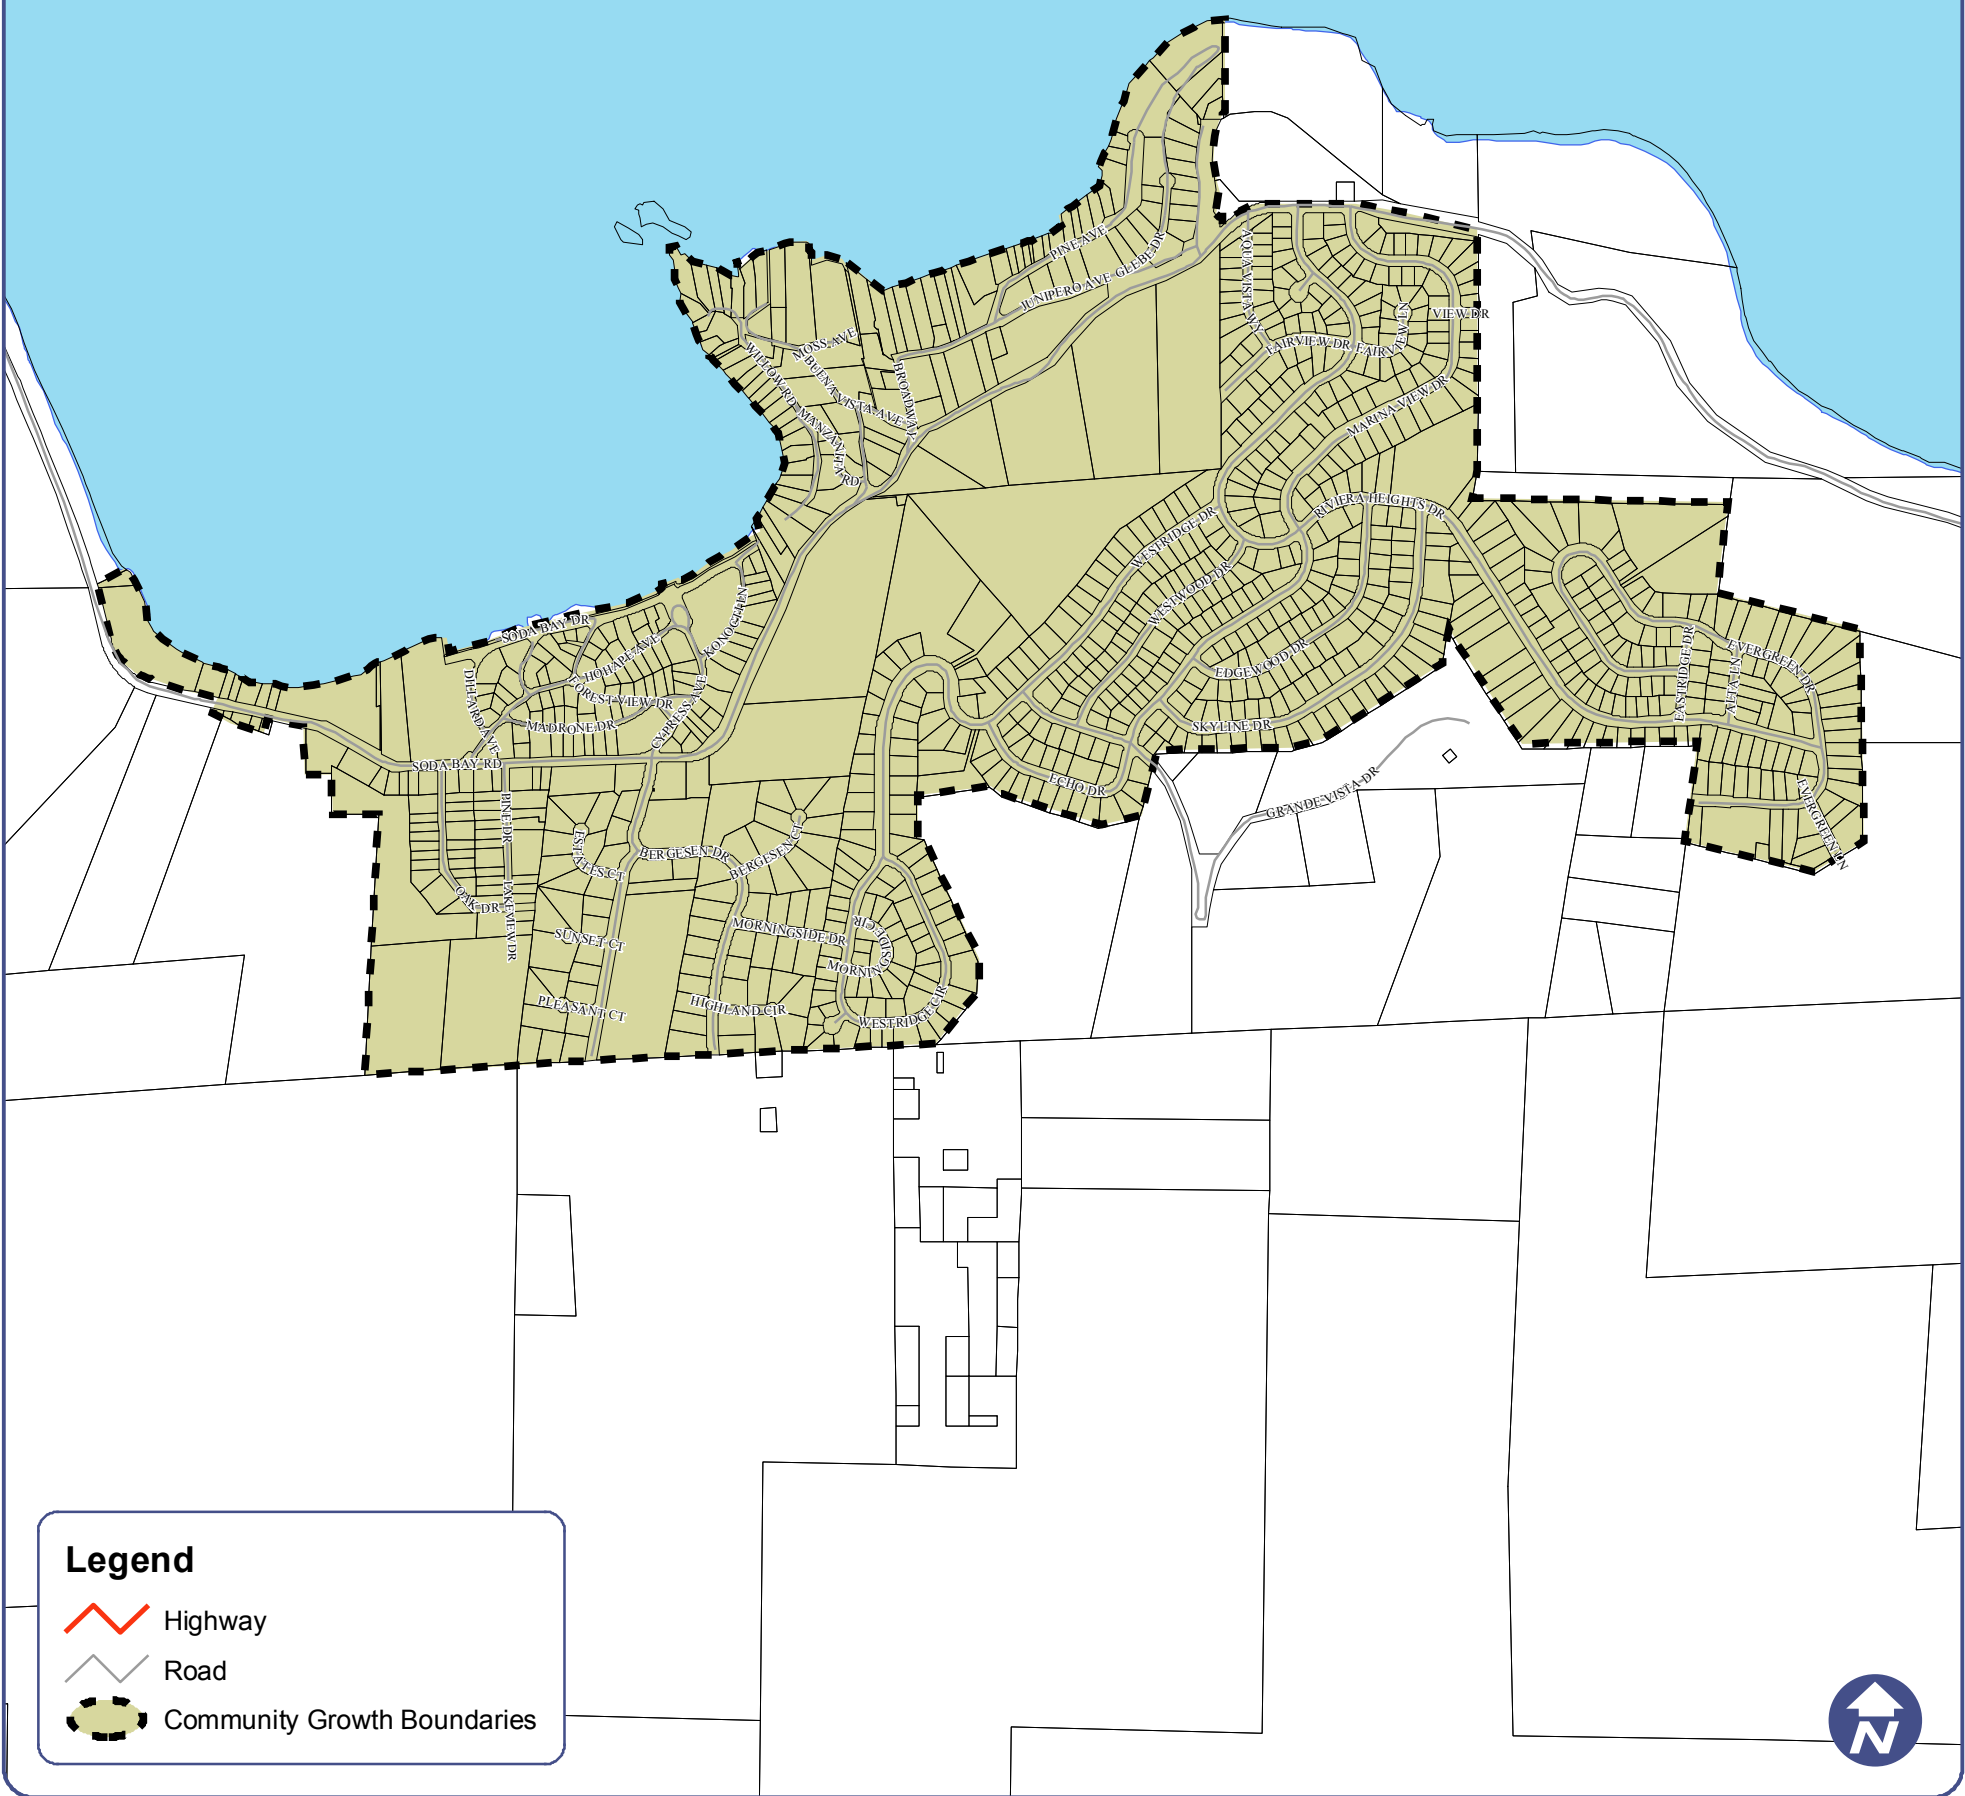 PINE AVE
GLEBE DR
JUNIPERO AVE
AQUA VISTA WY
VIEW DR
FAIRVIEW LN
FAIRVIEW DR
MOSS AVE
WILLOW RD
BUENA VISTA AVE
BROADWAY
MANZANITA RD
MARINA VIEW DR
RIVIERA HEIGHTS DR
WESTRIDGE DR
WESTWOOD DR
SODA BAY DR
KONOCTI LN
HOHAPE AVE
FOREST VIEW DR
DILLARD AVE
MADRONE DR
CYPRESS AVE
EDGEWOOD DR
EASTRIDGE DR
EVERGREEN DR
SKYLINE DR
SODA BAY RD
ECHO DR
GRANDE VISTA DR
EVERGREEN LN
PINE DR
ESTATES CT
BERGESEN DR
BERGESEN CT
OAK DR
LAKEVIEW DR
SUNSET CT
MORNINGSIDE DR
MORNINGSIDE CIR
PLEASANT CT
HIGHLAND CIR
WESTRIDGE CIR
Legend
Highway
Road
Community Growth Boundaries
N